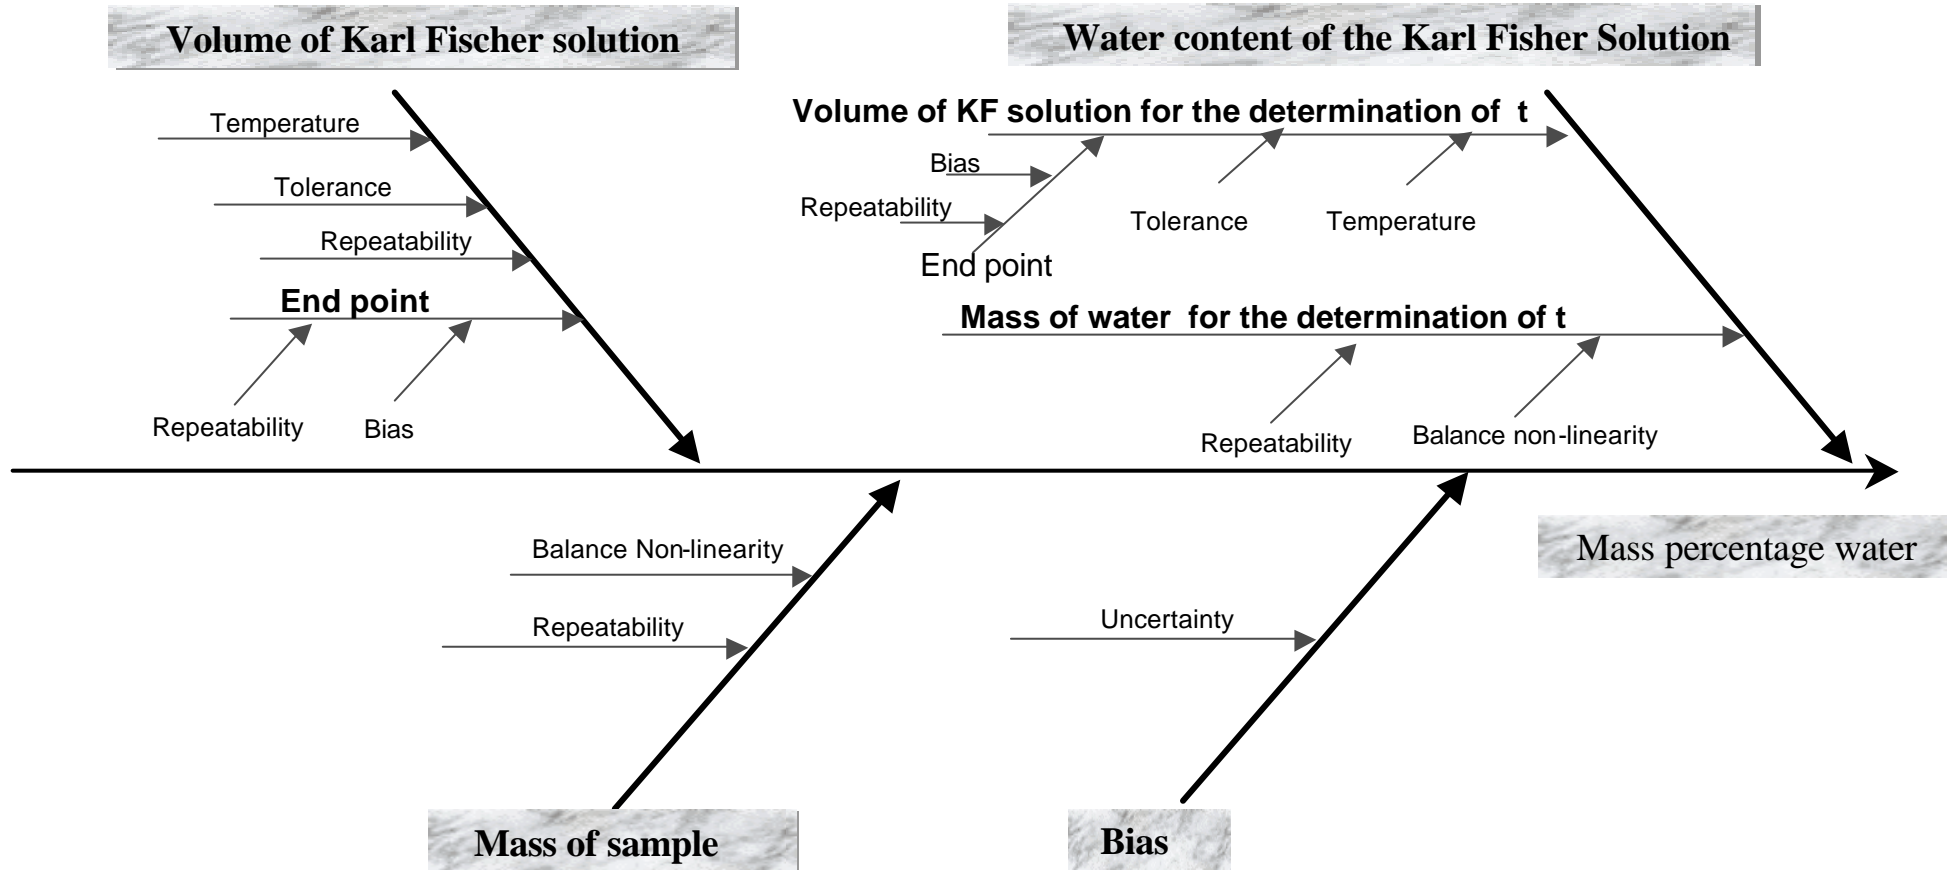 Volume of Karl Fischer solution
Water content of the Karl Fisher Solution
Temperature
Tolerance
Repeatability
End point
Repeatability
Bias
Volume of KF solution for the determination of t
Bias
Repeatability
End point
Tolerance
Temperature
Mass of water for the determination of t
Repeatability
Balance non-linearity
Balance Non-linearity
Repeatability
Uncertainty
Mass percentage water
Mass of sample
Bias